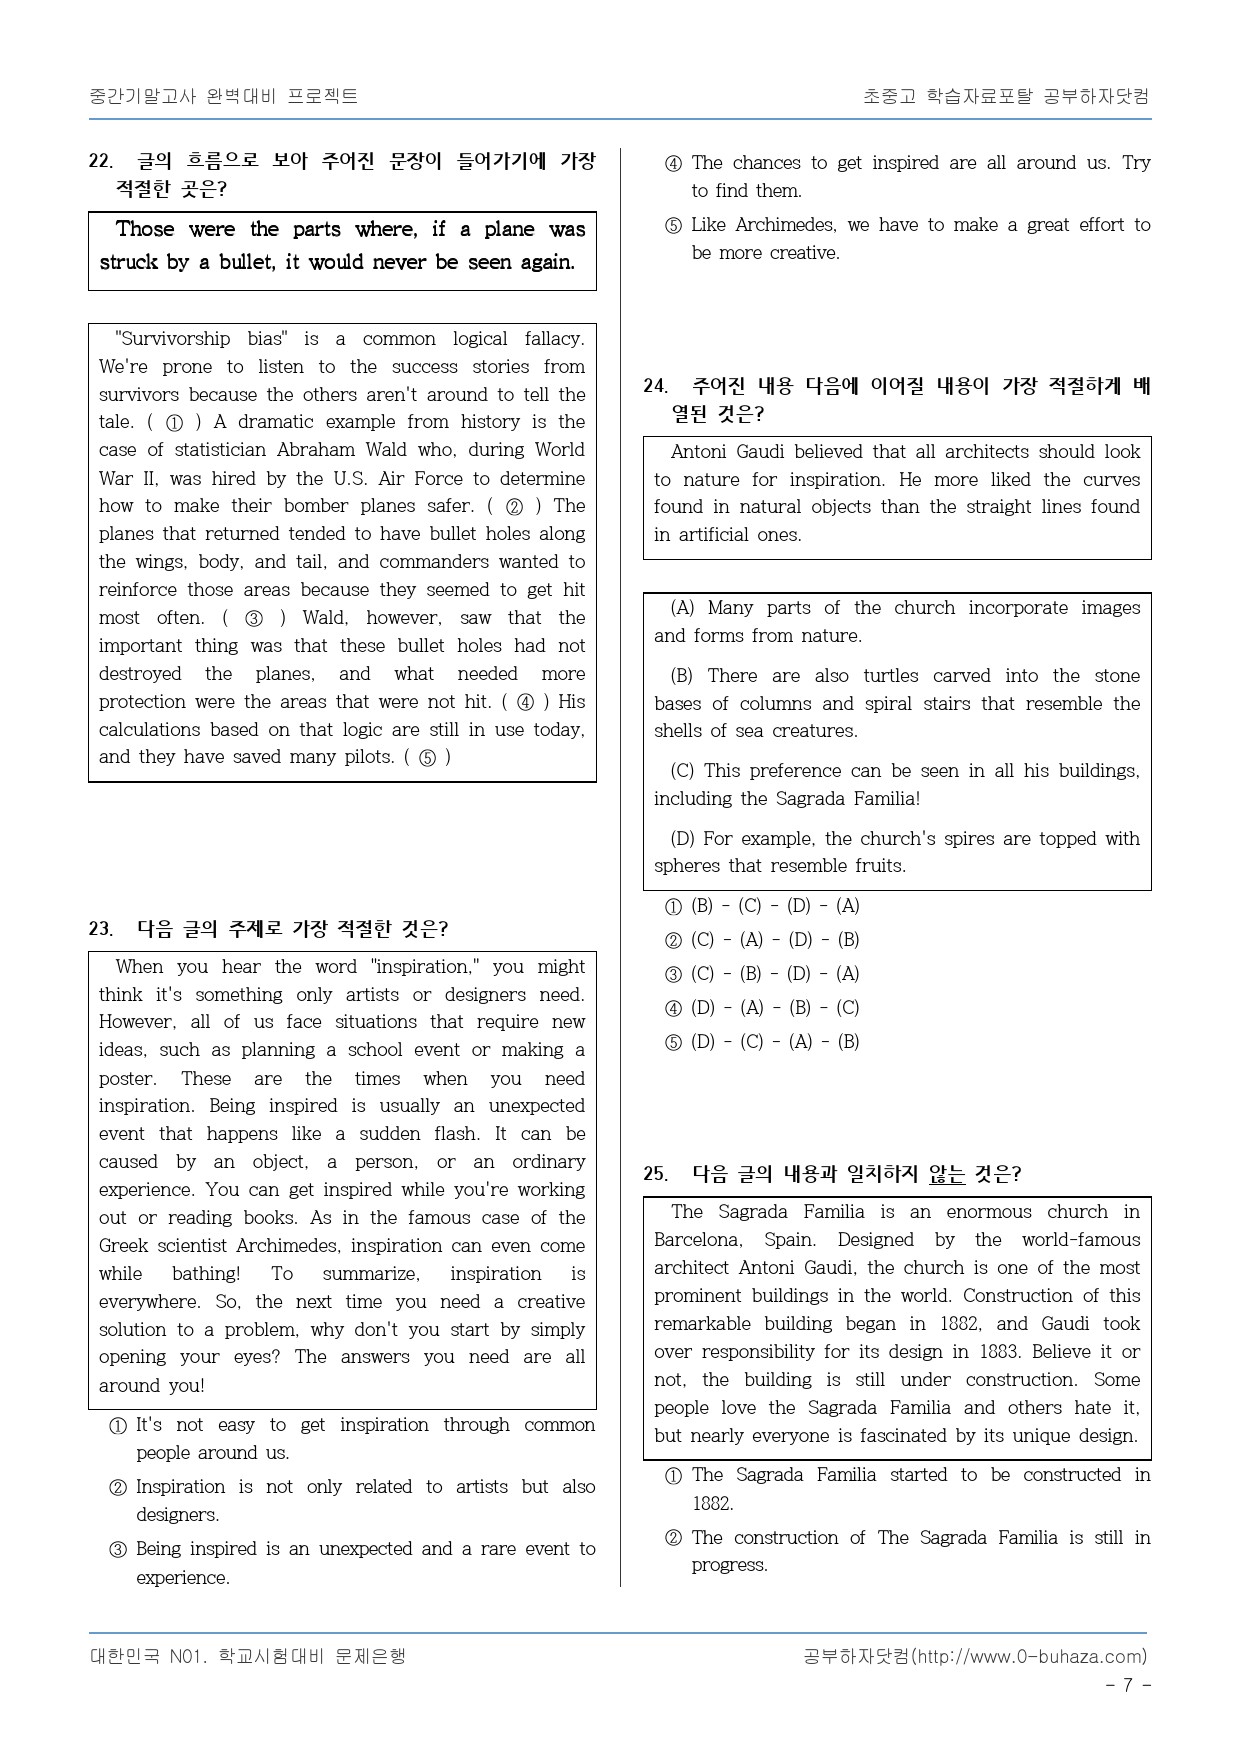 중간기말고사 완벽대비 프로젝트
초중고 학습자료포탈 공부하자닷컴
22. 글의 흐름으로 보아 주어진 문장이 들어가기에 가장
적절한 곳은?
Those were the parts where, if a plane was
struck by a bullet, it would never be seen again.
"Survivorship bias" is a common logical fallacy.
We're prone to listen to the success stories from
survivors because the others aren't around to tell the
tale. ( ① ) A dramatic example from history is the
case of statistician Abraham Wald who, during World
War II, was hired by the U.S. Air Force to determine
how to make their bomber planes safer. ( ② ) The
planes that returned tended to have bullet holes along
the wings, body, and tail, and commanders wanted to
reinforce those areas because they seemed to get hit
most often. ( ③ ) Wald, however, saw that the
important thing was that these bullet holes had not
destroyed the planes, and what needed more
protection were the areas that were not hit. ( ④ ) His
calculations based on that logic are still in use today,
and they have saved many pilots. ( ⑤ )
23. 다음 글의 주제로 가장 적절한 것은?
When you hear the word "inspiration," you might
think it's something only artists or designers need.
However, all of us face situations that require new
ideas, such as planning a school event or making a
poster. These are the times when you need
inspiration. Being inspired is usually an unexpected
event that happens like a sudden flash. It can be
caused by an object, a person, or an ordinary
experience. You can get inspired while you're working
out or reading books. As in the famous case of the
Greek scientist Archimedes, inspiration can even come
while bathing! To summarize, inspiration is
everywhere. So, the next time you need a creative
solution to a problem, why don't you start by simply
opening your eyes? The answers you need are all
around you!
① It's not easy to get inspiration through common
people around us.
② Inspiration is not only related to artists but also
designers.
③ Being inspired is an unexpected and a rare event to
experience.
④ The chances to get inspired are all around us. Try
to find them.
⑤ Like Archimedes, we have to make a great effort to
be more creative.
24. 주어진 내용 다음에 이어질 내용이 가장 적절하게 배
열된 것은?
Antoni Gaudi believed that all architects should look
to nature for inspiration. He more liked the curves
found in natural objects than the straight lines found
in artificial ones.
(A) Many parts of the church incorporate images
and forms from nature.
(B) There are also turtles carved into the stone
bases of columns and spiral stairs that resemble the
shells of sea creatures.
(C) This preference can be seen in all his buildings,
including the Sagrada Familia!
(D) For example, the church's spires are topped with
spheres that resemble fruits.
① (B) - (C) - (D) - (A)
② (C) - (A) - (D) - (B)
③ (C) - (B) - (D) - (A)
④ (D) - (A) - (B) - (C)
⑤ (D) - (C) - (A) - (B)
25. 다음 글의 내용과 일치하지 않는 것은?
The Sagrada Familia is an enormous church in
Barcelona, Spain. Designed by the world-famous
architect Antoni Gaudi, the church is one of the most
prominent buildings in the world. Construction of this
remarkable building began in 1882, and Gaudi took
over responsibility for its design in 1883. Believe it or
not, the building is still under construction. Some
people love the Sagrada Familia and others hate it,
but nearly everyone is fascinated by its unique design.
① The Sagrada Familia started to be constructed in
1882.
② The construction of The Sagrada Familia is still in
progress.
대한민국 N01. 학교시험대비 문제은행
공부하자닷컴(http://www.0-buhaza.com)
- 7 -